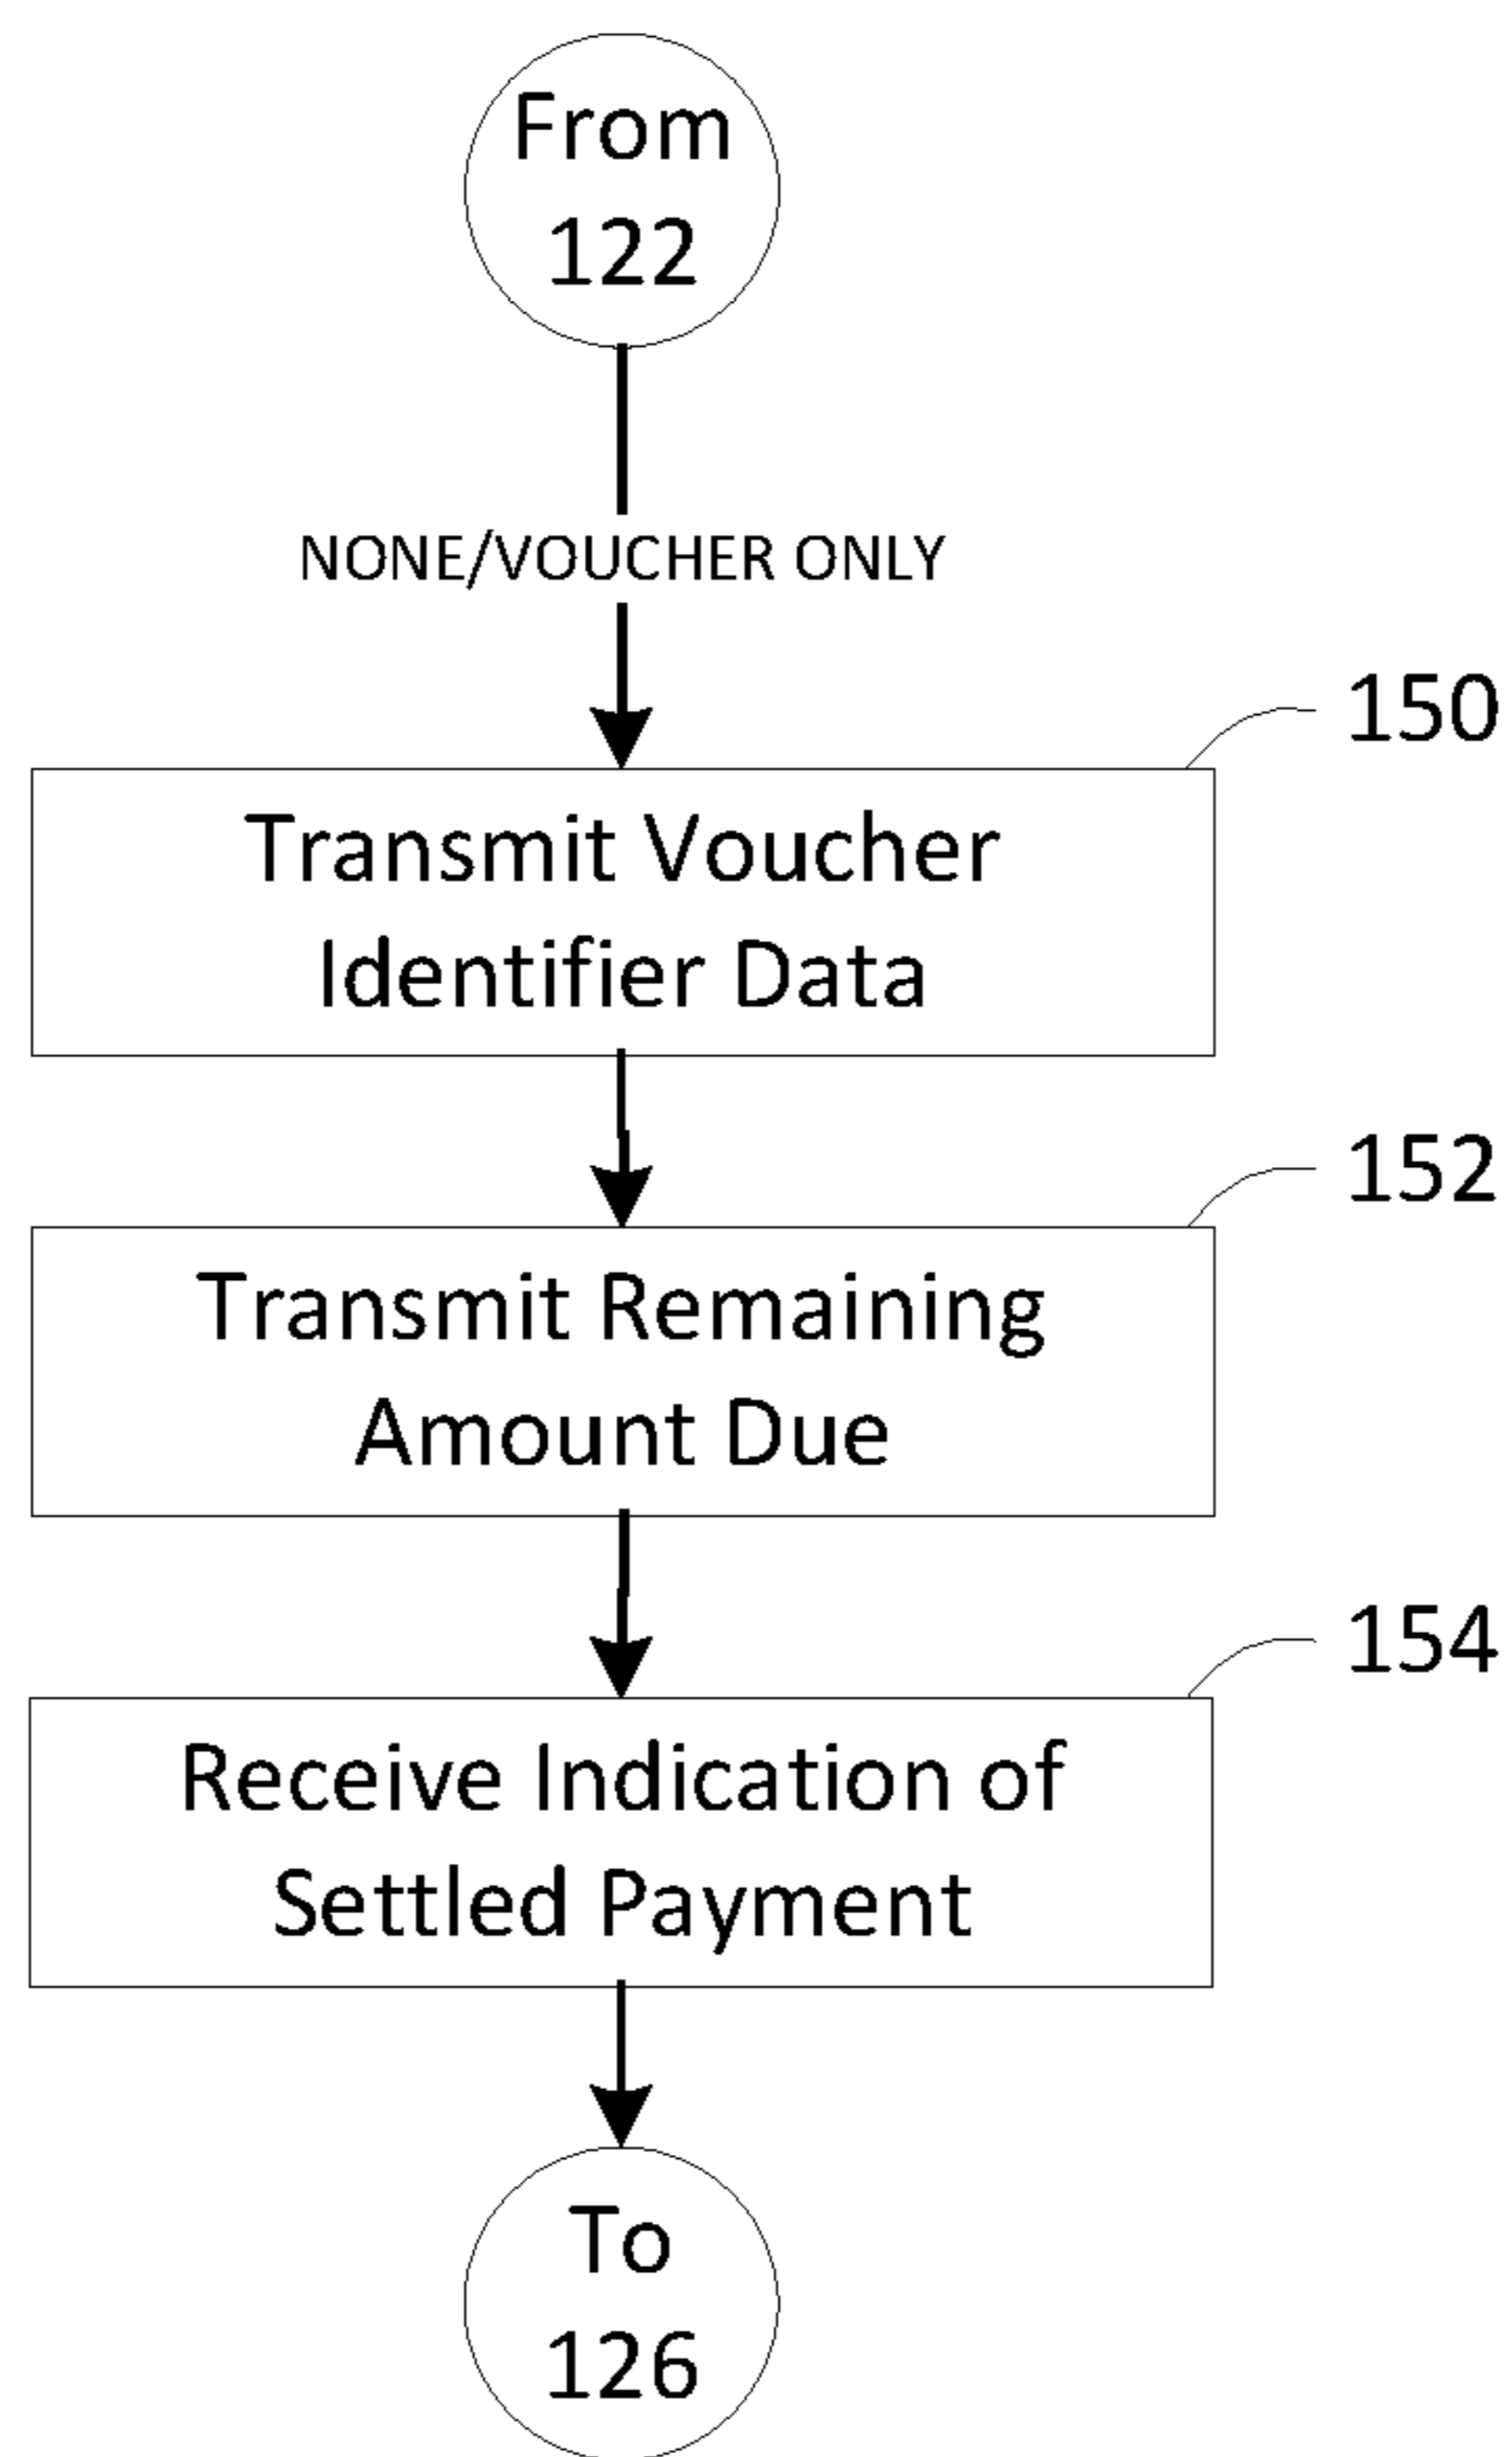 From
122
NONE/VOUCHER ONLY
150
Transmit Voucher
Identifier Data
152
Transmit Remaining
Amount Due
154
Receive Indication of
Settled Payment
To
126